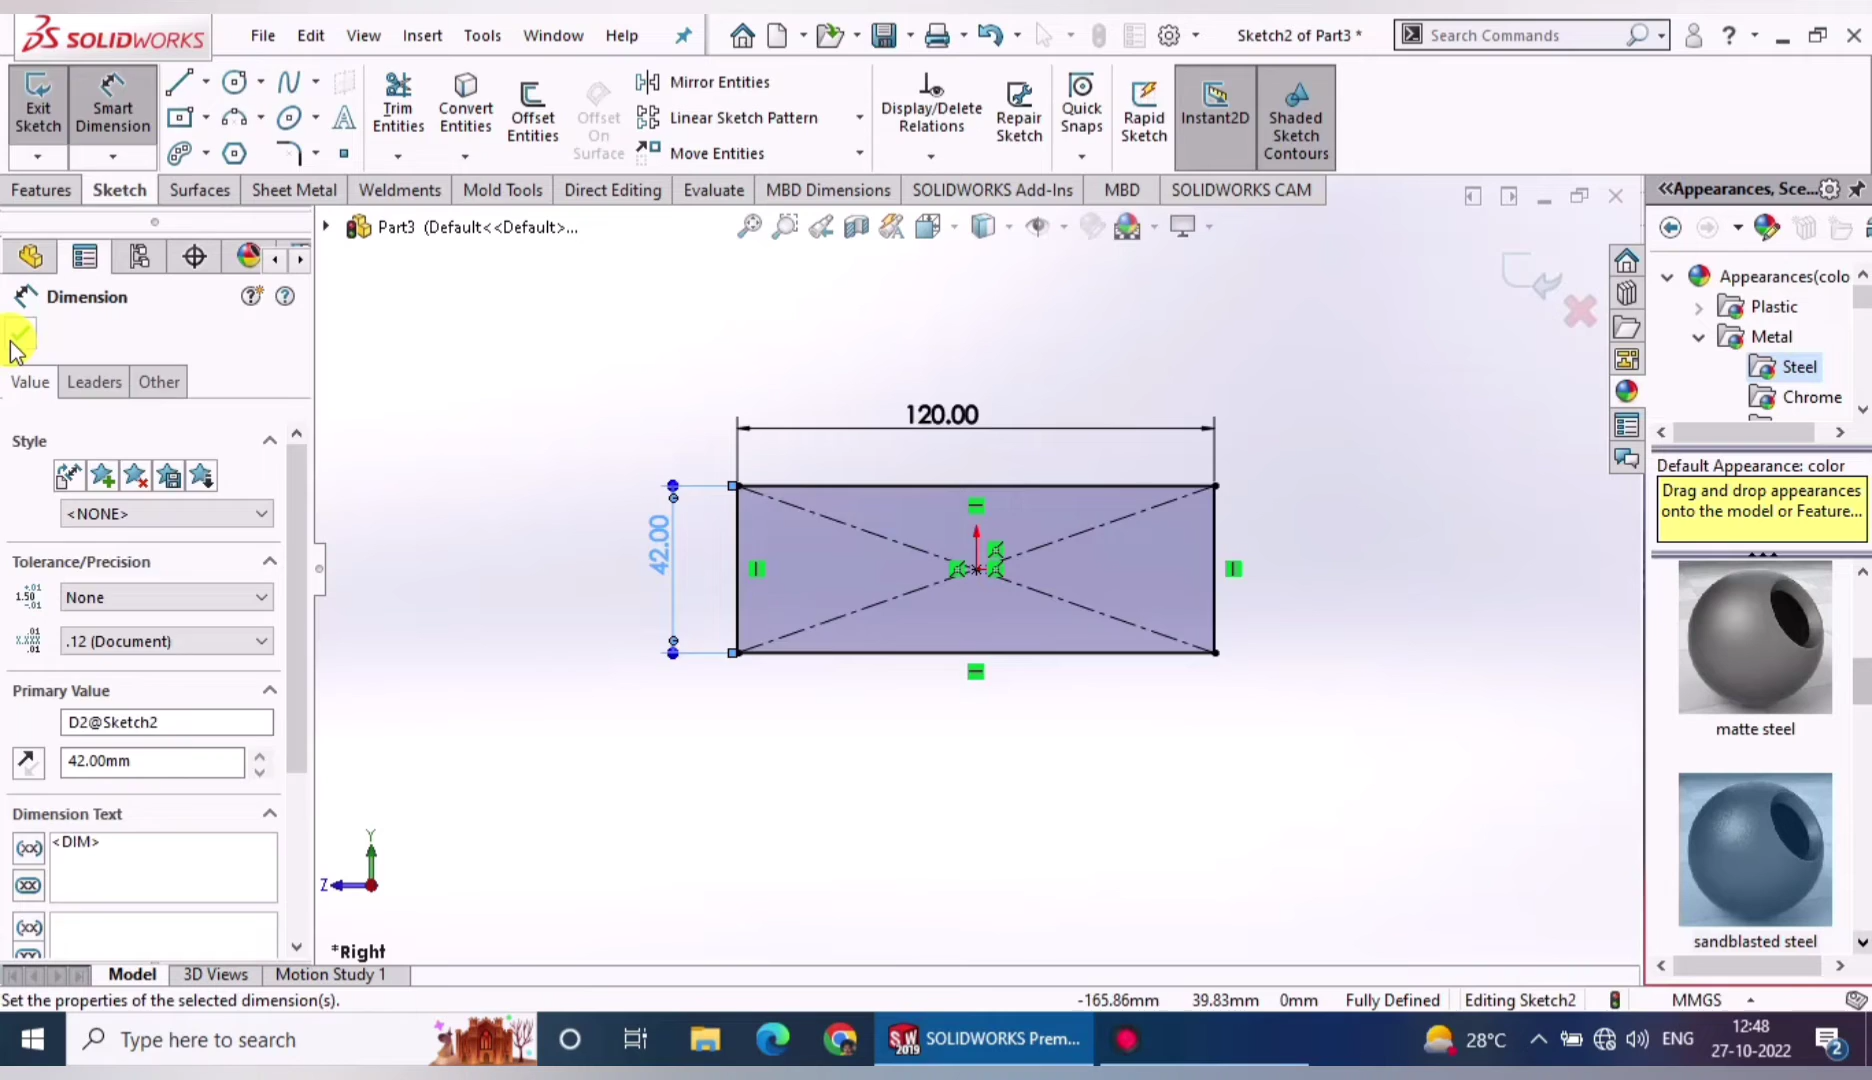 SOLIDWORKS
File Edit View Insert Tools Window Help
Sketch2 of Part3 *
Search Commands
Exit Sketch
Smart Dimension
Trim Entities
Convert Entities
Offset Entities
Offset On Surface
Mirror Entities
Linear Sketch Pattern
Move Entities
Display/Delete Relations
Repair Sketch
Quick Snaps
Rapid Sketch
Instant2D
Shaded Sketch Contours
Features Sketch Surfaces Sheet Metal Weldments Mold Tools Direct Editing Evaluate MBD Dimensions SOLIDWORKS Add-Ins MBD SOLIDWORKS CAM
Part3 (Default<<Default>...
Dimension
Value Leaders Other
Style
<NONE>
Tolerance/Precision
None
.12 (Document)
Primary Value
D2@Sketch2
42.00mm
Dimension Text
<DIM>
120.00
42.00
Y
Z
*Right
«Appearances, Sce...
Appearances(colo
Plastic
Metal
Steel
Chrome
Default Appearance: color
Drag and drop appearances
onto the model or Feature...
matte steel
sandblasted steel
Model 3D Views Motion Study 1
Set the properties of the selected dimension(s).
-165.86mm 39.83mm 0mm Fully Defined Editing Sketch2 MMGS
Type here to search
SOLIDWORKS Prem...
28°C
ENG
12:48
27-10-2022
2